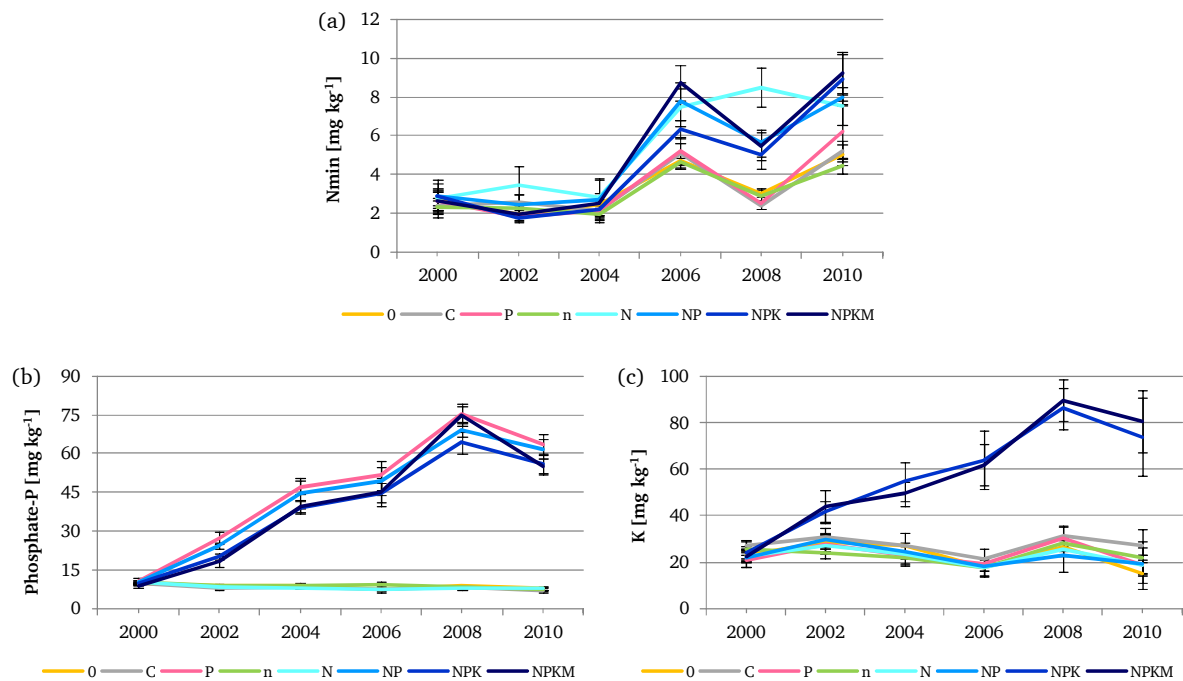 (a)
Nmin [mg kg⁻¹]
12
10
8
6
4
2
0
2000 2002 2004 2006 2008 2010
0 C P n N NP NPK NPKM
(b)
Phosphate-P [mg kg⁻¹]
90
75
60
45
30
15
0
2000 2002 2004 2006 2008 2010
0 C P n N NP NPK NPKM
(c)
K [mg kg⁻¹]
100
80
60
40
20
0
2000 2002 2004 2006 2008 2010
0 C P n N NP NPK NPKM